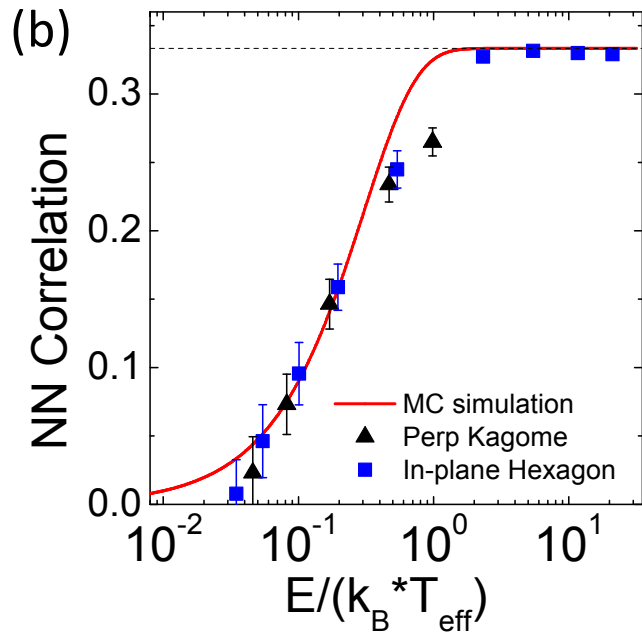 (b)
NN Correlation
0.3
0.2
0.1
0.0
MC simulation
Perp Kagome
In-plane Hexagon
10^-2
10^-1
10^0
10^1
E/(k_B*T_eff)